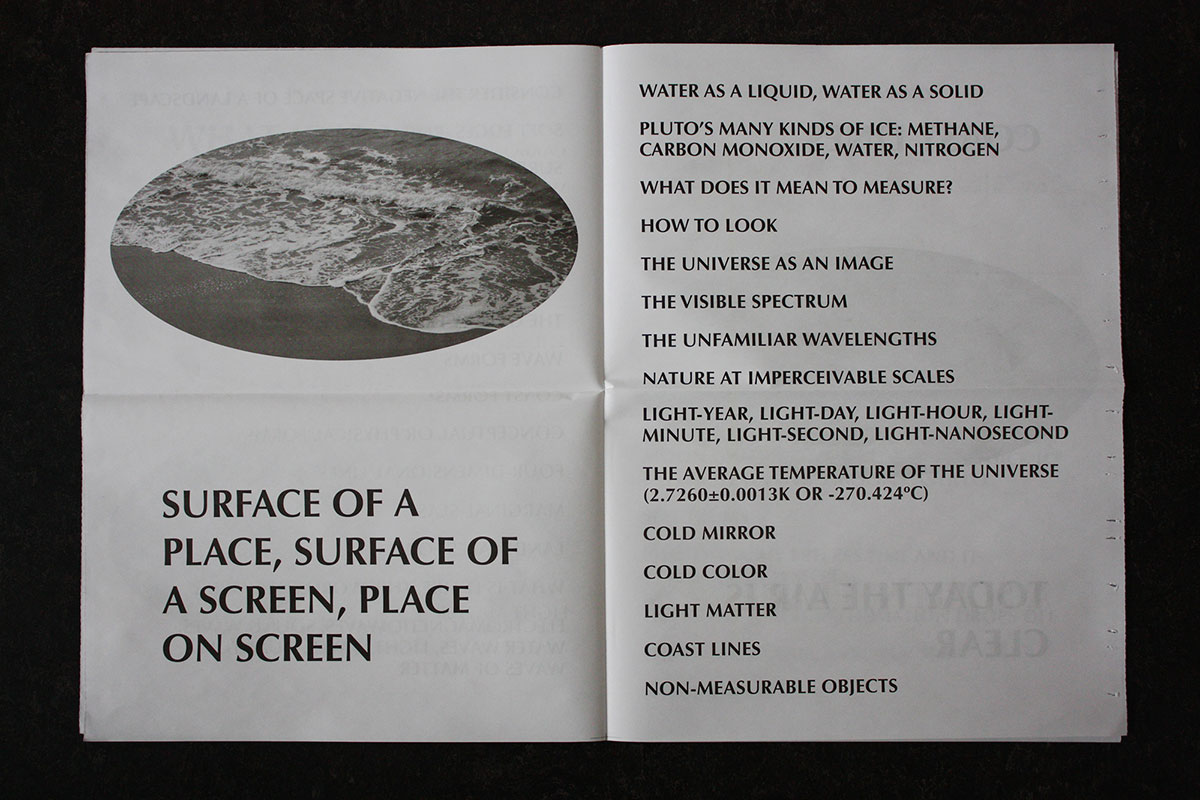 SURFACE OF A
PLACE, SURFACE OF
A SCREEN, PLACE
ON SCREEN
WATER AS A LIQUID, WATER AS A SOLID
PLUTO’S MANY KINDS OF ICE: METHANE,
CARBON MONOXIDE, WATER, NITROGEN
WHAT DOES IT MEAN TO MEASURE?
HOW TO LOOK
THE UNIVERSE AS AN IMAGE
THE VISIBLE SPECTRUM
THE UNFAMILIAR WAVELENGTHS
NATURE AT IMPERCEIVABLE SCALES
LIGHT-YEAR, LIGHT-DAY, LIGHT-HOUR, LIGHT-
MINUTE, LIGHT-SECOND, LIGHT-NANOSECOND
THE AVERAGE TEMPERATURE OF THE UNIVERSE
(2.7260±0.0013K OR -270.424ºC)
COLD MIRROR
COLD COLOR
LIGHT MATTER
COAST LINES
NON-MEASURABLE OBJECTS